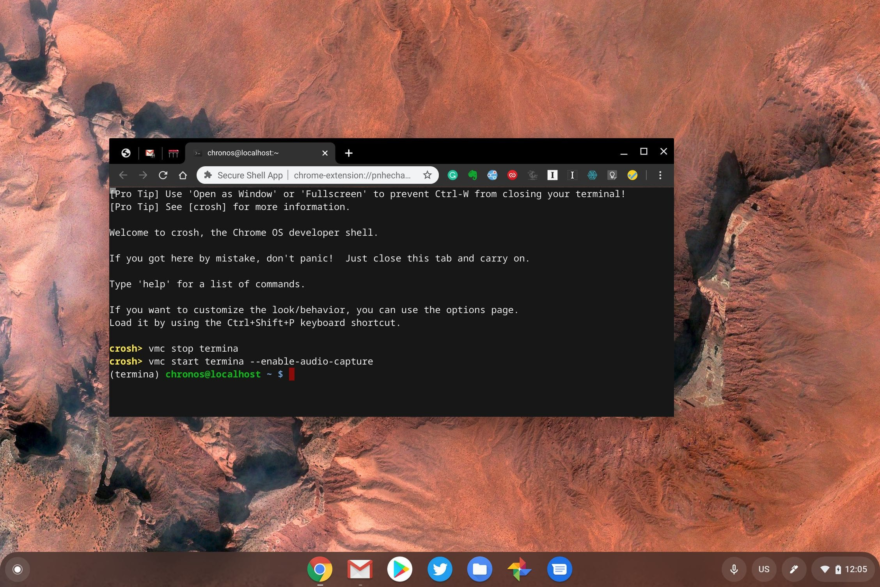 chronos@localhost:~
Secure Shell App | chrome-extension://pnhecha...
[Pro Tip] Use 'Open as Window' or 'Fullscreen' to prevent Ctrl-W from closing your terminal!
[Pro Tip] See [crosh] for more information.
Welcome to crosh, the Chrome OS developer shell.
If you got here by mistake, don't panic!  Just close this tab and carry on.
Type 'help' for a list of commands.
If you want to customize the look/behavior, you can use the options page.
Load it by using the Ctrl+Shift+P keyboard shortcut.
crosh> vmc stop termina
crosh> vmc start termina --enable-audio-capture
(termina) chronos@localhost ~ $
US
12:05